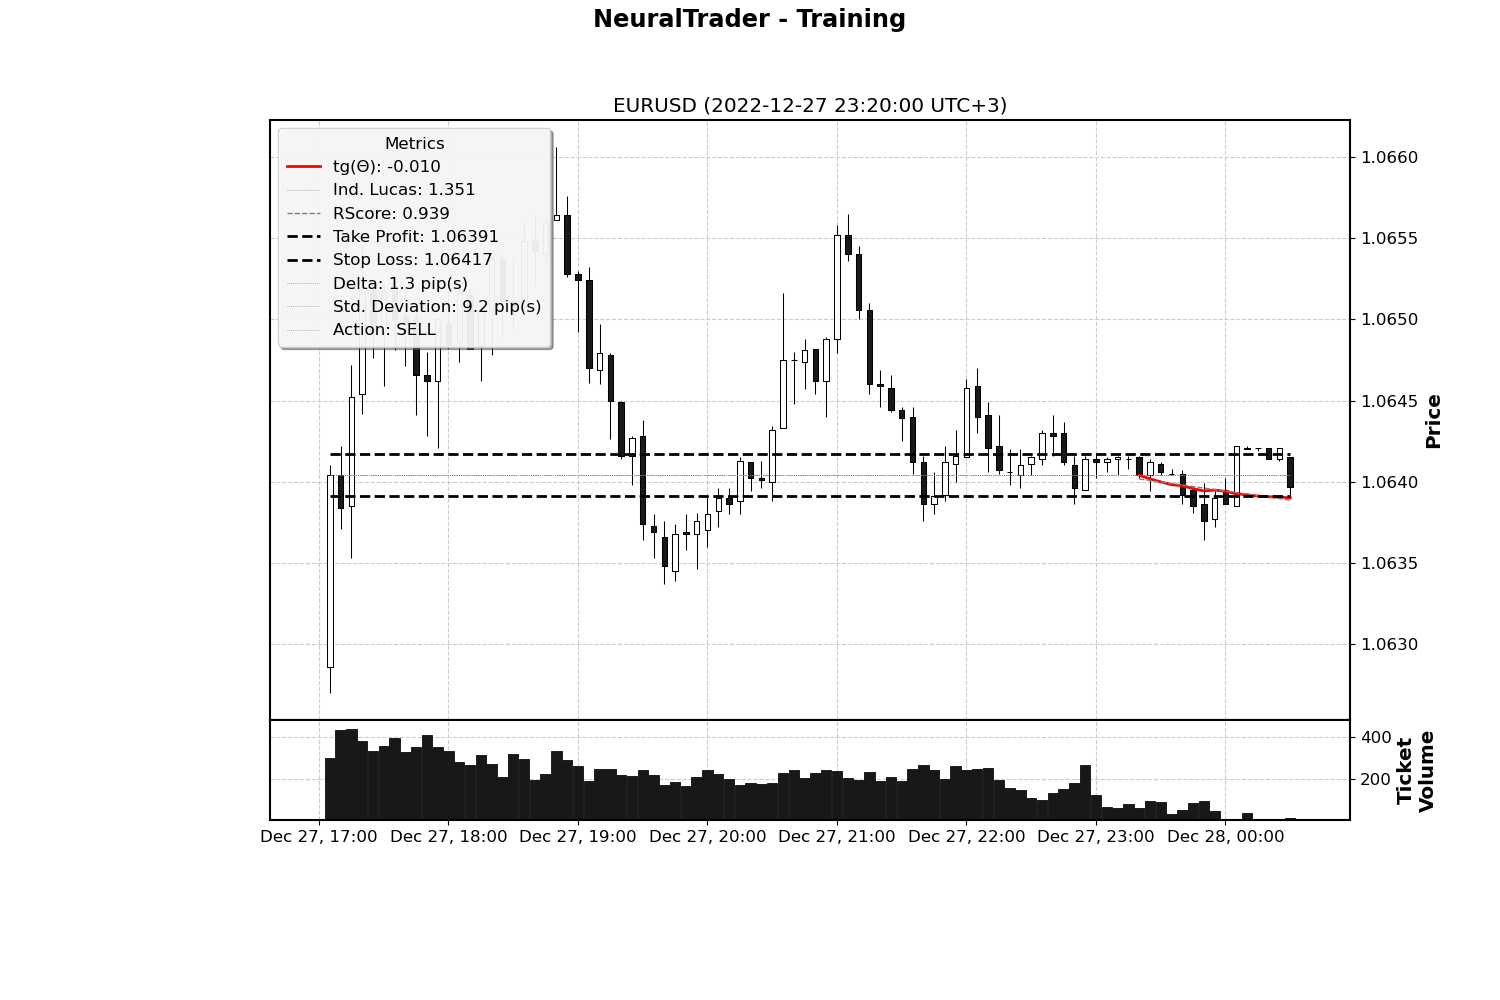 NeuralTrader - Training
EURUSD (2022-12-27 23:20:00 UTC+3)
Metrics
tg(Θ): -0.010
Ind. Lucas: 1.351
RScore: 0.939
Take Profit: 1.06391
Stop Loss: 1.06417
Delta: 1.3 pip(s)
Std. Deviation: 9.2 pip(s)
Action: SELL
1.0660
1.0655
1.0650
1.0645
1.0640
1.0635
1.0630
Price
400
200
Ticket
Volume
Dec 27, 17:00
Dec 27, 18:00
Dec 27, 19:00
Dec 27, 20:00
Dec 27, 21:00
Dec 27, 22:00
Dec 27, 23:00
Dec 28, 00:00